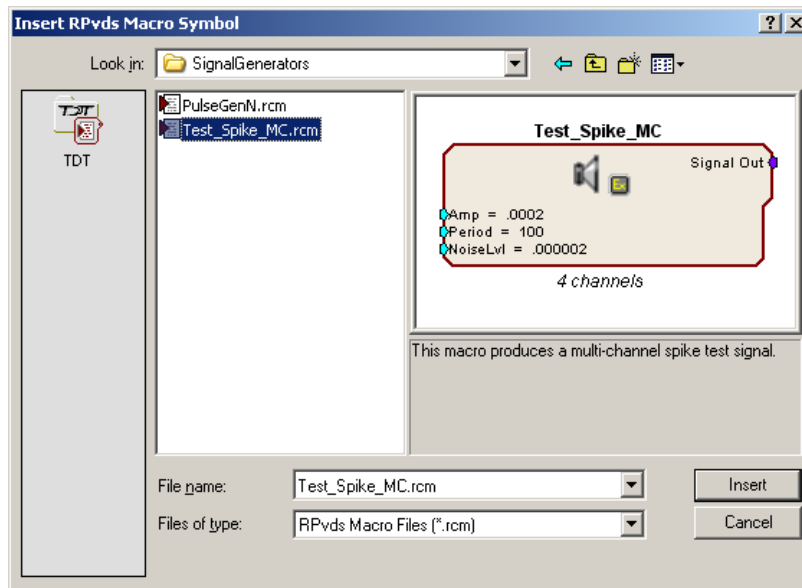 Insert RPvds Macro Symbol
Look in: SignalGenerators
TDT
TDT
PulseGenN.rcm
Test_Spike_MC.rcm
Test_Spike_MC
Signal Out
Amp = .0002
Period = 100
NoiseLvl = .000002
4 channels
This macro produces a multi-channel spike test signal.
File name: Test_Spike_MC.rcm Insert
Files of type: RPvds Macro Files (*.rcm) Cancel